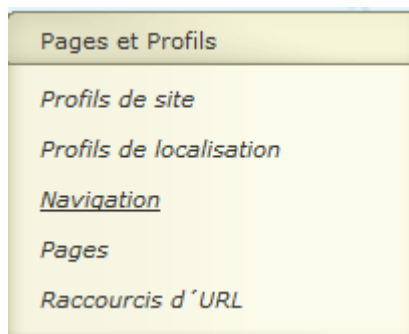 Pages et Profils
Profils de site
Profils de localisation
Navigation
Pages
Raccourcis d´URL